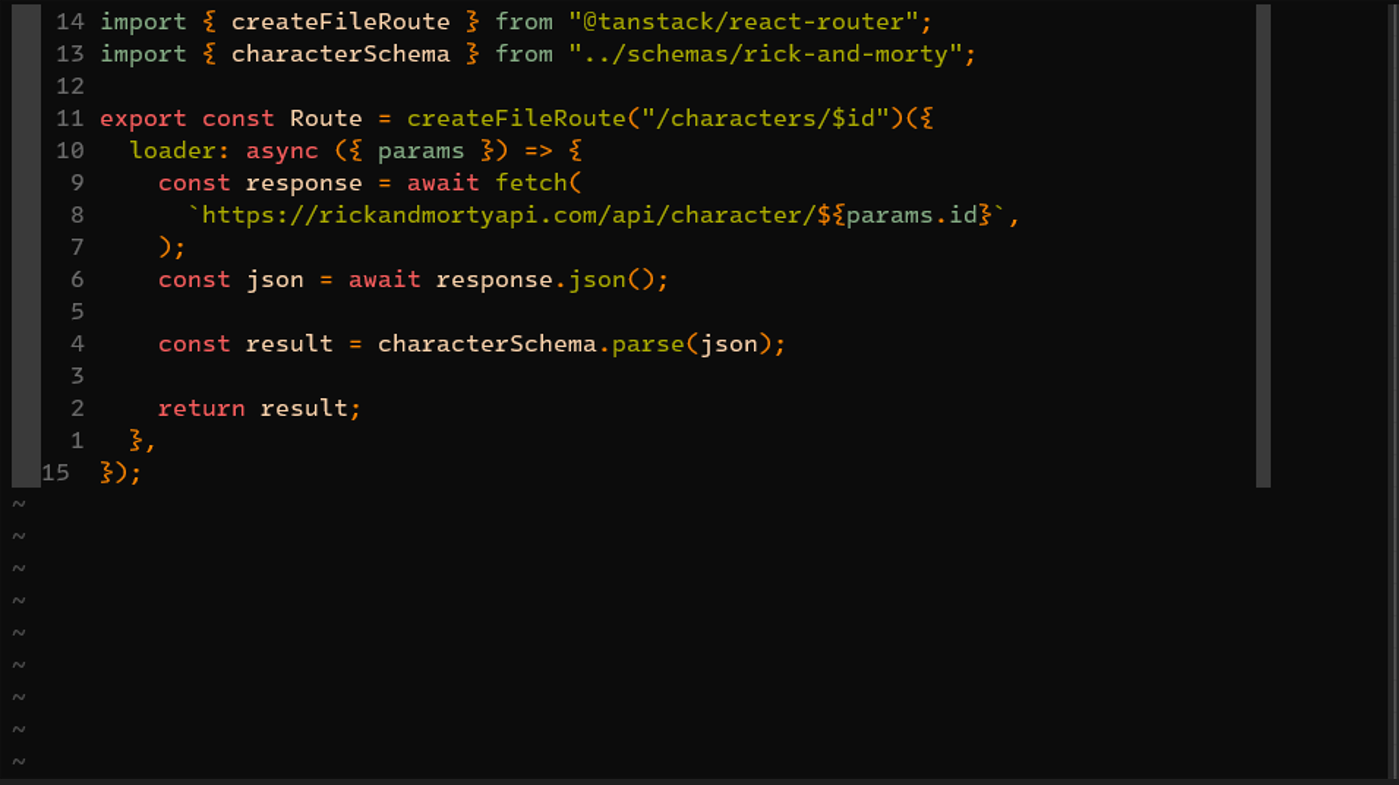 14 import { createFileRoute } from "@tanstack/react-router";
13 import { characterSchema } from "../schemas/rick-and-morty";
12
11 export const Route = createFileRoute("/characters/$id")({
10   loader: async ({ params }) => {
 9     const response = await fetch(
 8       `https://rickandmortyapi.com/api/character/${params.id}`,
 7     );
 6     const json = await response.json();
 5
 4     const result = characterSchema.parse(json);
 3
 2     return result;
 1   },
15 });
~
~
~
~
~
~
~
~
~